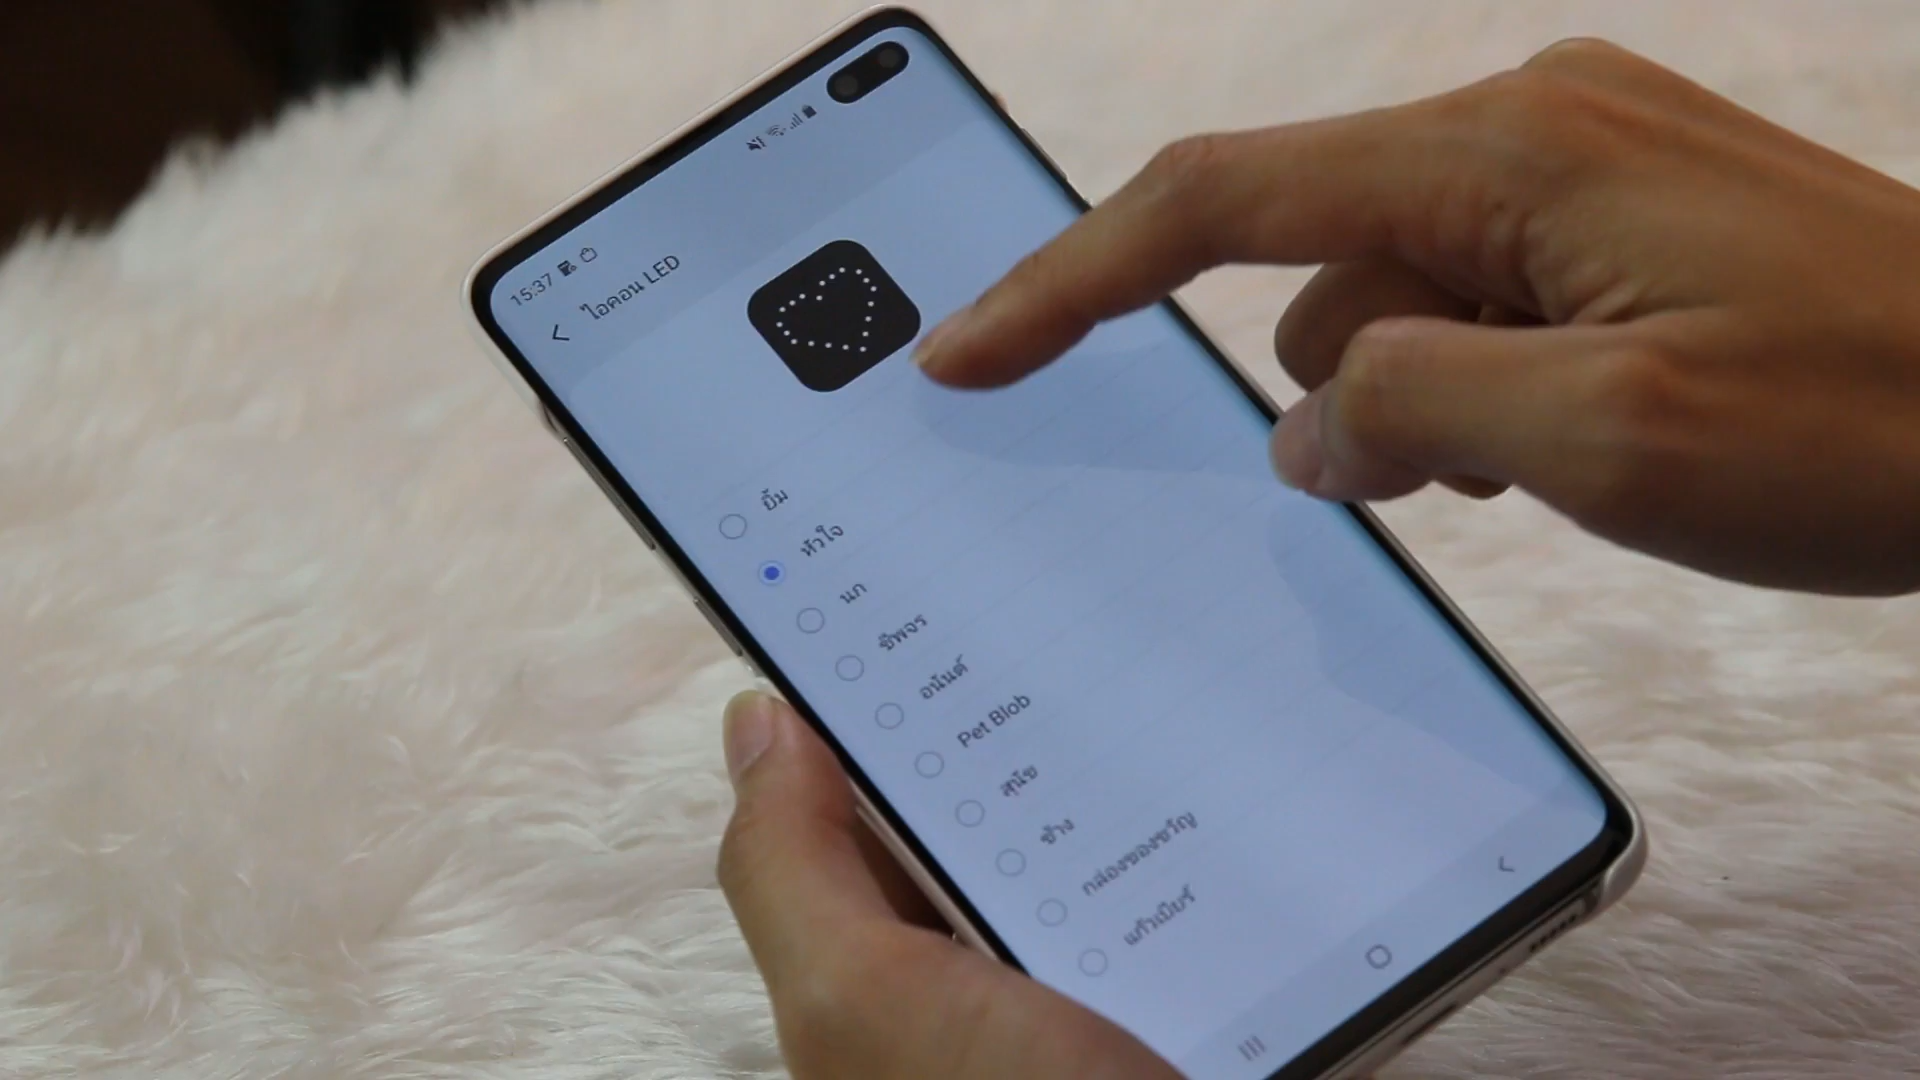 15:37
ไอคอน LED
ยิ้ม
หัวใจ
นก
ชีพจร
อนันต์
Pet Blob
สุโข
ช้าง
กล่องของขวัญ
แก้วเบียร์